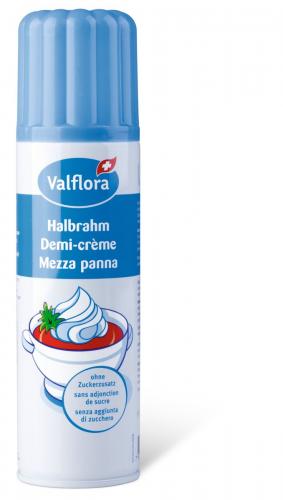 Valflora
Halbrahm
Demi-crème
Mezza panna
ohne
Zuckerzusatz
sans adjonction
de sucre
senza aggiunta
di zucchero